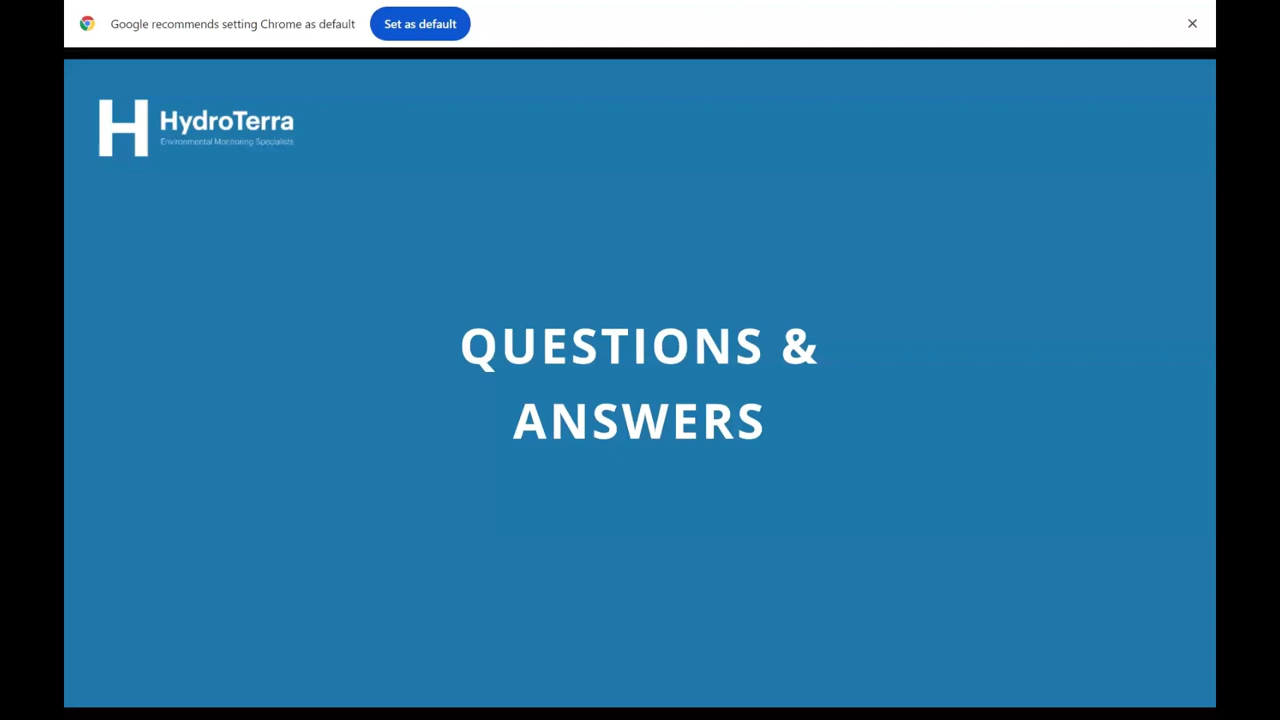 Google recommends setting Chrome as default
Set as default
HydroTerra
Environmental Monitoring Specialists
QUESTIONS &
ANSWERS